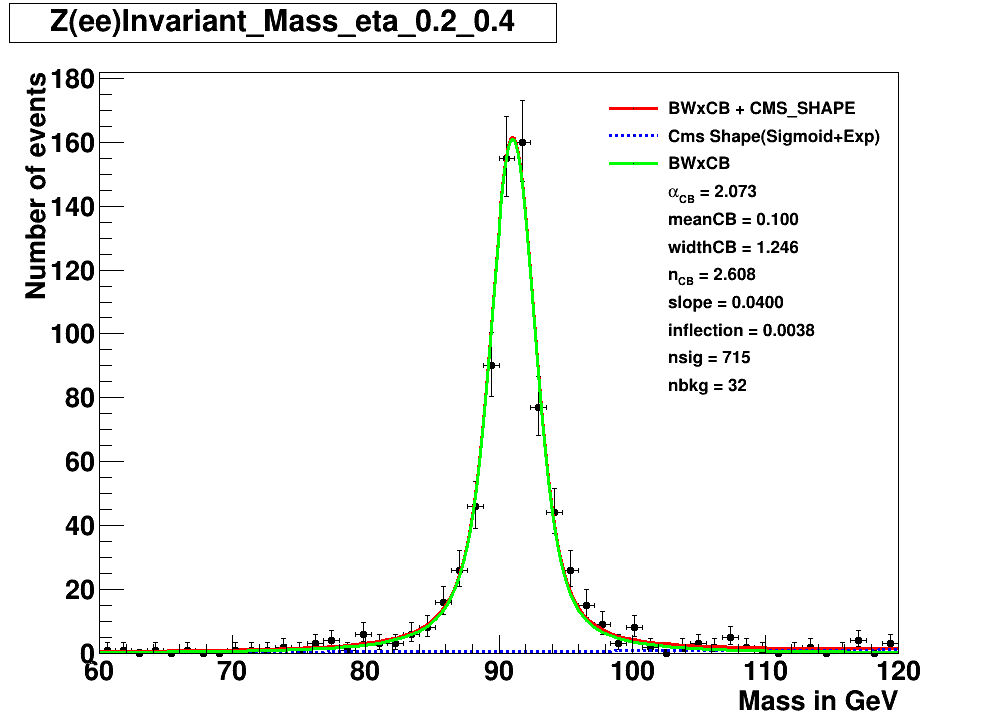 Z(ee)Invariant_Mass_eta_0.2_0.4
Number of events
180
160
140
120
100
80
60
40
20
0
BWxCB + CMS_SHAPE
Cms Shape(Sigmoid+Exp)
BWxCB
αCB = 2.073
meanCB = 0.100
widthCB = 1.246
nCB = 2.608
slope = 0.0400
inflection = 0.0038
nsig = 715
nbkg = 32
60 70 80 90 100 110 120
Mass in GeV